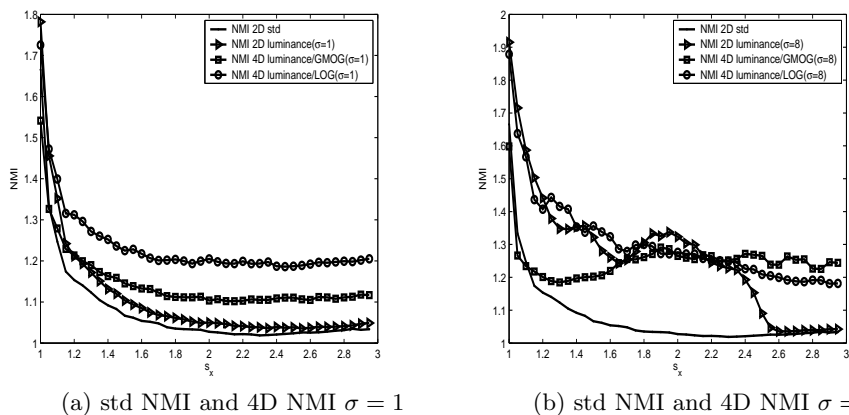 1.8
1.7
1.6
1.5
1.4
1.3
1.2
1.1
1
NMI
1 1.2 1.4 1.6 1.8 2 2.2 2.4 2.6 2.8 3
s_x
NMI 2D std
NMI 2D luminance(σ=1)
NMI 4D luminance/GMOG(σ=1)
NMI 4D luminance/LOG(σ=1)
(a) std NMI and 4D NMI σ = 1
2
1.9
1.8
1.7
1.6
1.5
1.4
1.3
1.2
1.1
1
NMI
1 1.2 1.4 1.6 1.8 2 2.2 2.4 2.6 2.8 3
s_x
NMI 2D std
NMI 2D luminance(σ=8)
NMI 4D luminance/GMOG(σ=8)
NMI 4D luminance/LOG(σ=8)
(b) std NMI and 4D NMI σ =